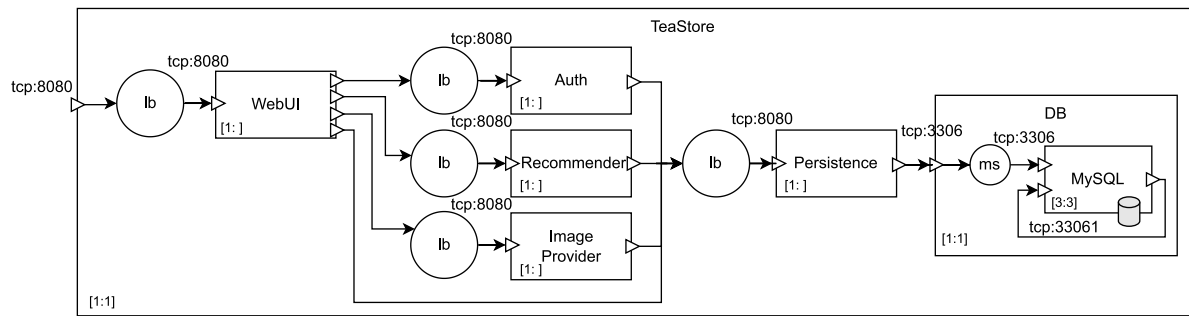 TeaStore
tcp:8080
lb
tcp:8080
WebUI
[1: ]
tcp:8080
lb
Auth
[1: ]
tcp:8080
lb
Recommender
[1: ]
tcp:8080
lb
Image
Provider
[1: ]
tcp:8080
lb
Persistence
[1: ]
tcp:3306
DB
tcp:3306
ms
MySQL
[3:3]
tcp:33061
[1:1]
[1:1]